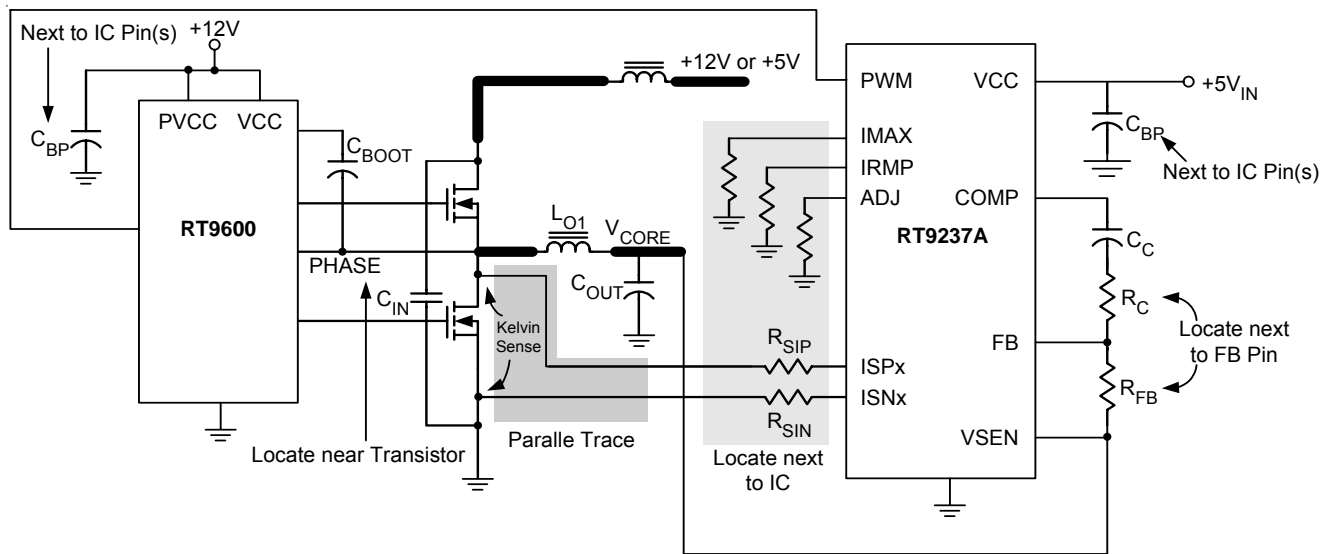 Next to IC Pin(s)
+12V
C_BP
PVCC
VCC
RT9600
C_BOOT
PHASE
C_IN
Locate near Transistor
+12V or +5V
L_O1
V_CORE
C_OUT
Kelvin
Sense
Paralle Trace
R_SIP
R_SIN
Locate next
to IC
PWM
VCC
IMAX
IRMP
ADJ
COMP
RT9237A
FB
ISPx
ISNx
VSEN
+5V_IN
C_BP
Next to IC Pin(s)
C_C
R_C
Locate next
to FB Pin
R_FB